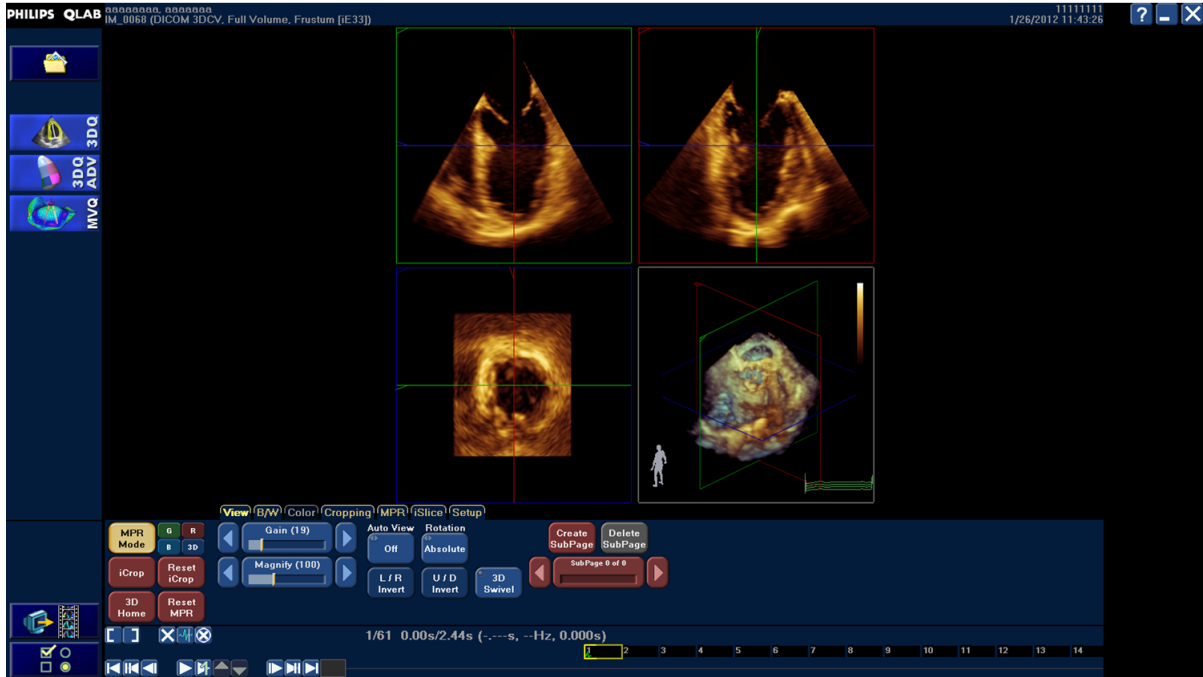 PHILIPS QLAB
aaaaaaaa, aaaaaaa
IM_0068 (DICOM 3DCV, Full Volume, Frustum [iE33])
11111111
1/26/2012 11:43:26
?
3DQ
3DQ ADV
MVQ
View B/W Color Cropping MPR iSlice Setup
MPR Mode
G R
B 3D
Gain (19)
Auto View
Off
Rotation
Absolute
Create SubPage
Delete SubPage
iCrop
Reset iCrop
Magnify (100)
L / R Invert
U / D Invert
3D Swivel
SubPage 0 of 0
3D Home
Reset MPR
1/61 0.00s/2.44s (-.---s, --Hz, 0.000s)
1 2 3 4 5 6 7 8 9 10 11 12 13 14